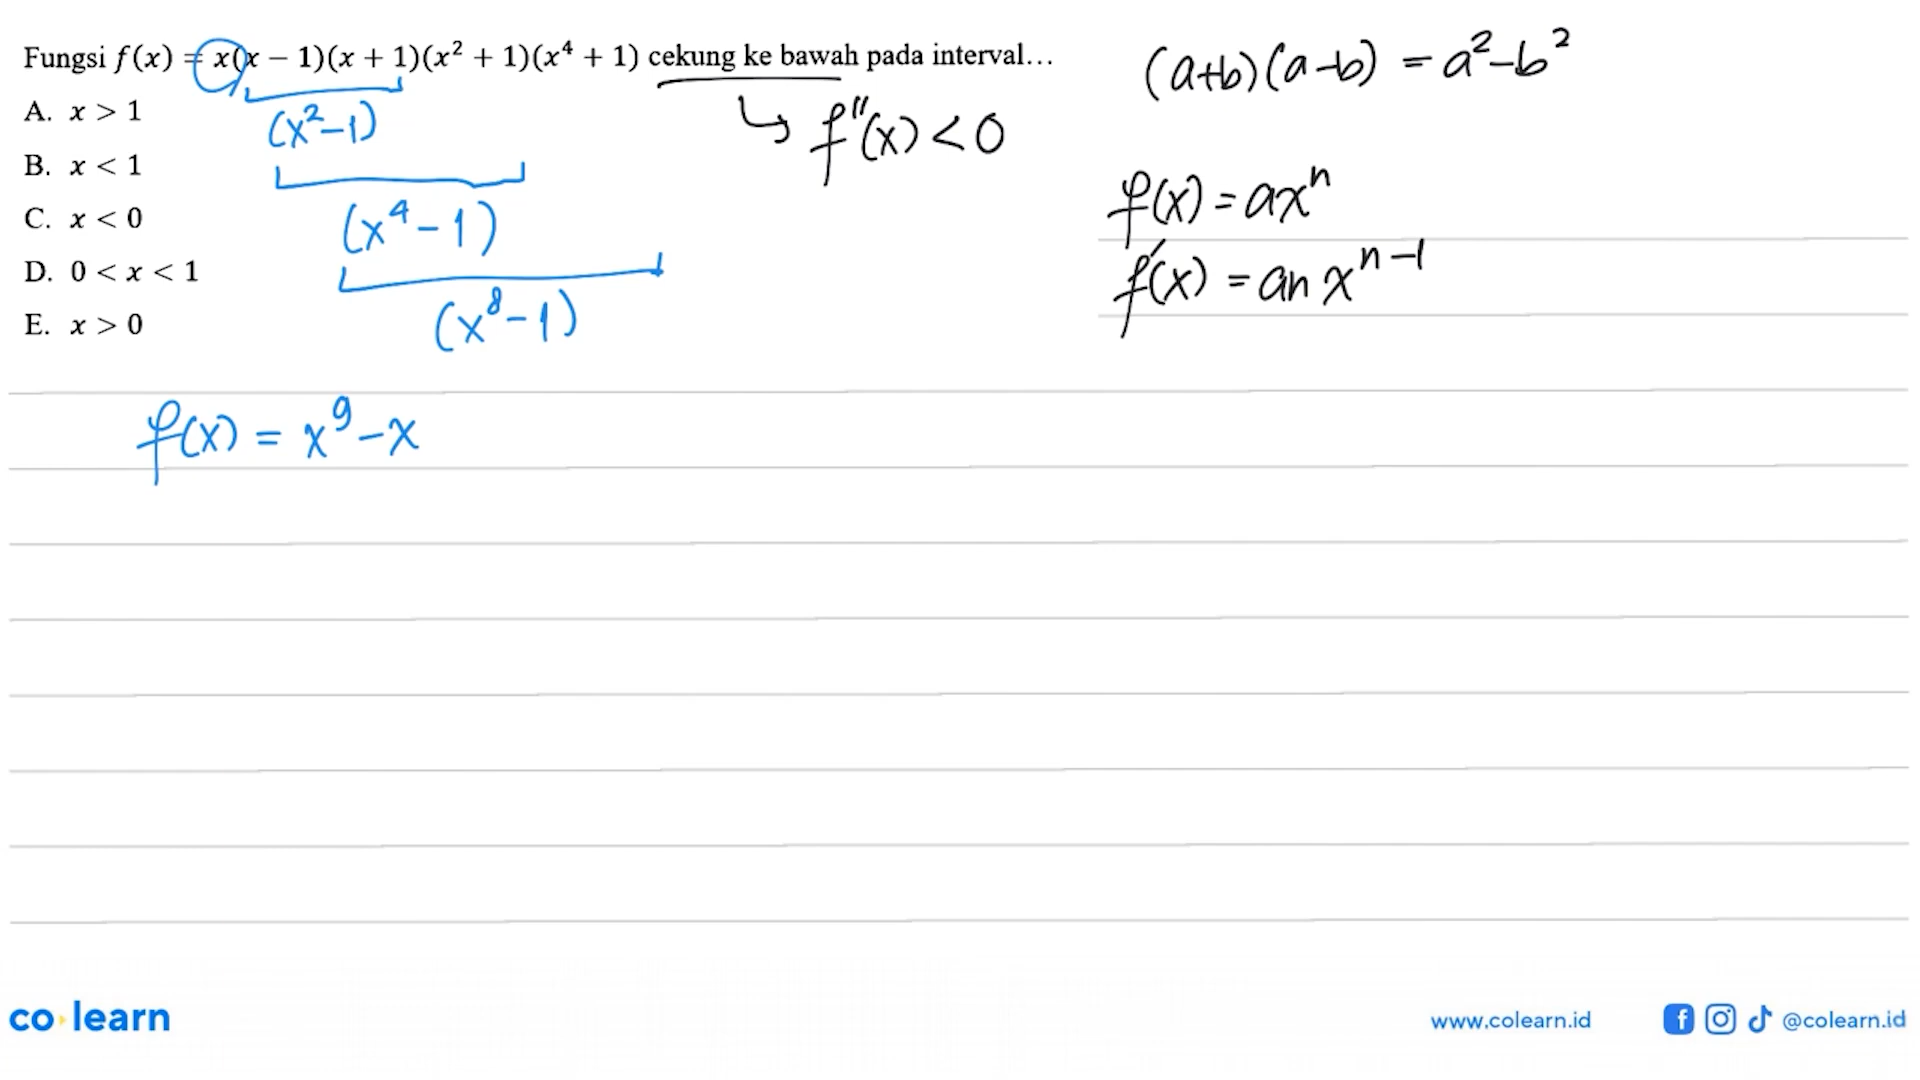 Fungsi f(x) = x(x − 1)(x + 1)(x² + 1)(x⁴ + 1) cekung ke bawah pada interval...
A. x > 1
B. x < 1
C. x < 0
D. 0 < x < 1
E. x > 0
(x²−1)
(x⁴−1)
(x⁸−1)
↳ f''(x) < 0
(a+b)(a−b) = a²−b²
f(x) = axⁿ
f'(x) = an xⁿ⁻¹
f(x) = x⁹ − x
co learn
www.colearn.id
@colearn.id